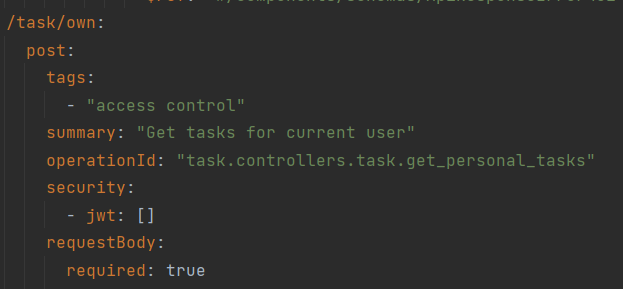 /task/own:
post:
tags:
- "access control"
summary: "Get tasks for current user"
operationId: "task.controllers.task.get_personal_tasks"
security:
- jwt: []
requestBody:
required: true